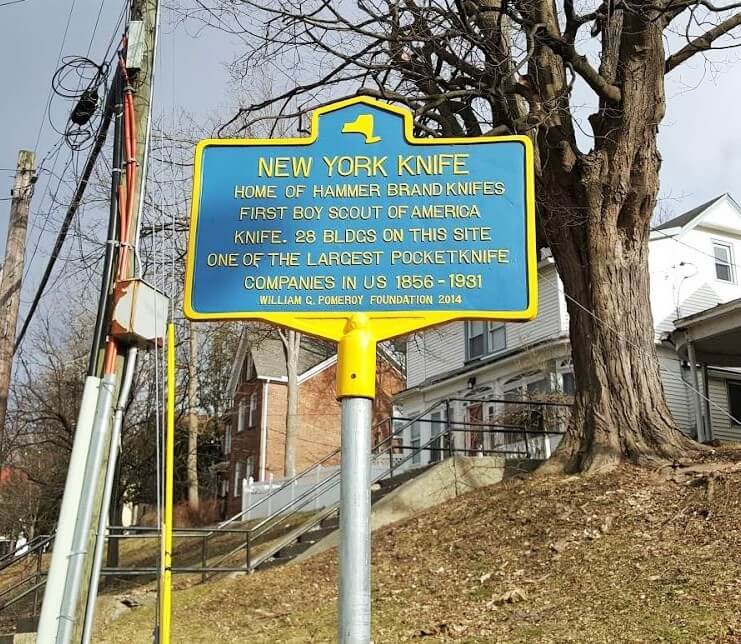 NEW YORK KNIFE
HOME OF HAMMER BRAND KNIFES
FIRST BOY SCOUT OF AMERICA
KNIFE. 28 BLDGS ON THIS SITE
ONE OF THE LARGEST POCKETKNIFE
COMPANIES IN US 1856 - 1931
WILLIAM G. POMEROY FOUNDATION 2014